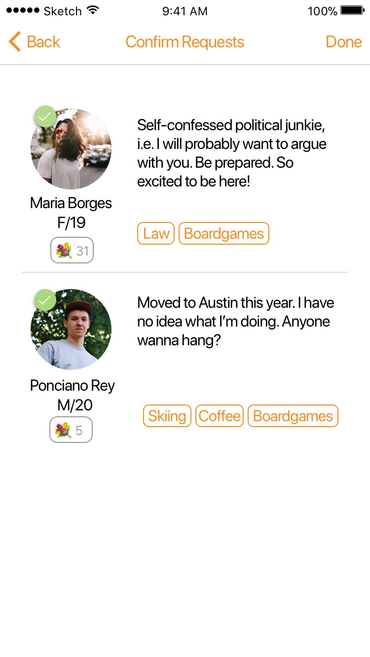 Sketch 9:41 AM 100%
Back Confirm Requests Done
Self-confessed political junkie,
i.e. I will probably want to argue
with you. Be prepared. So
excited to be here!
Maria Borges
F/19
Law Boardgames
31
Moved to Austin this year. I have
no idea what I'm doing. Anyone
wanna hang?
Ponciano Rey
M/20
Skiing Coffee Boardgames
5